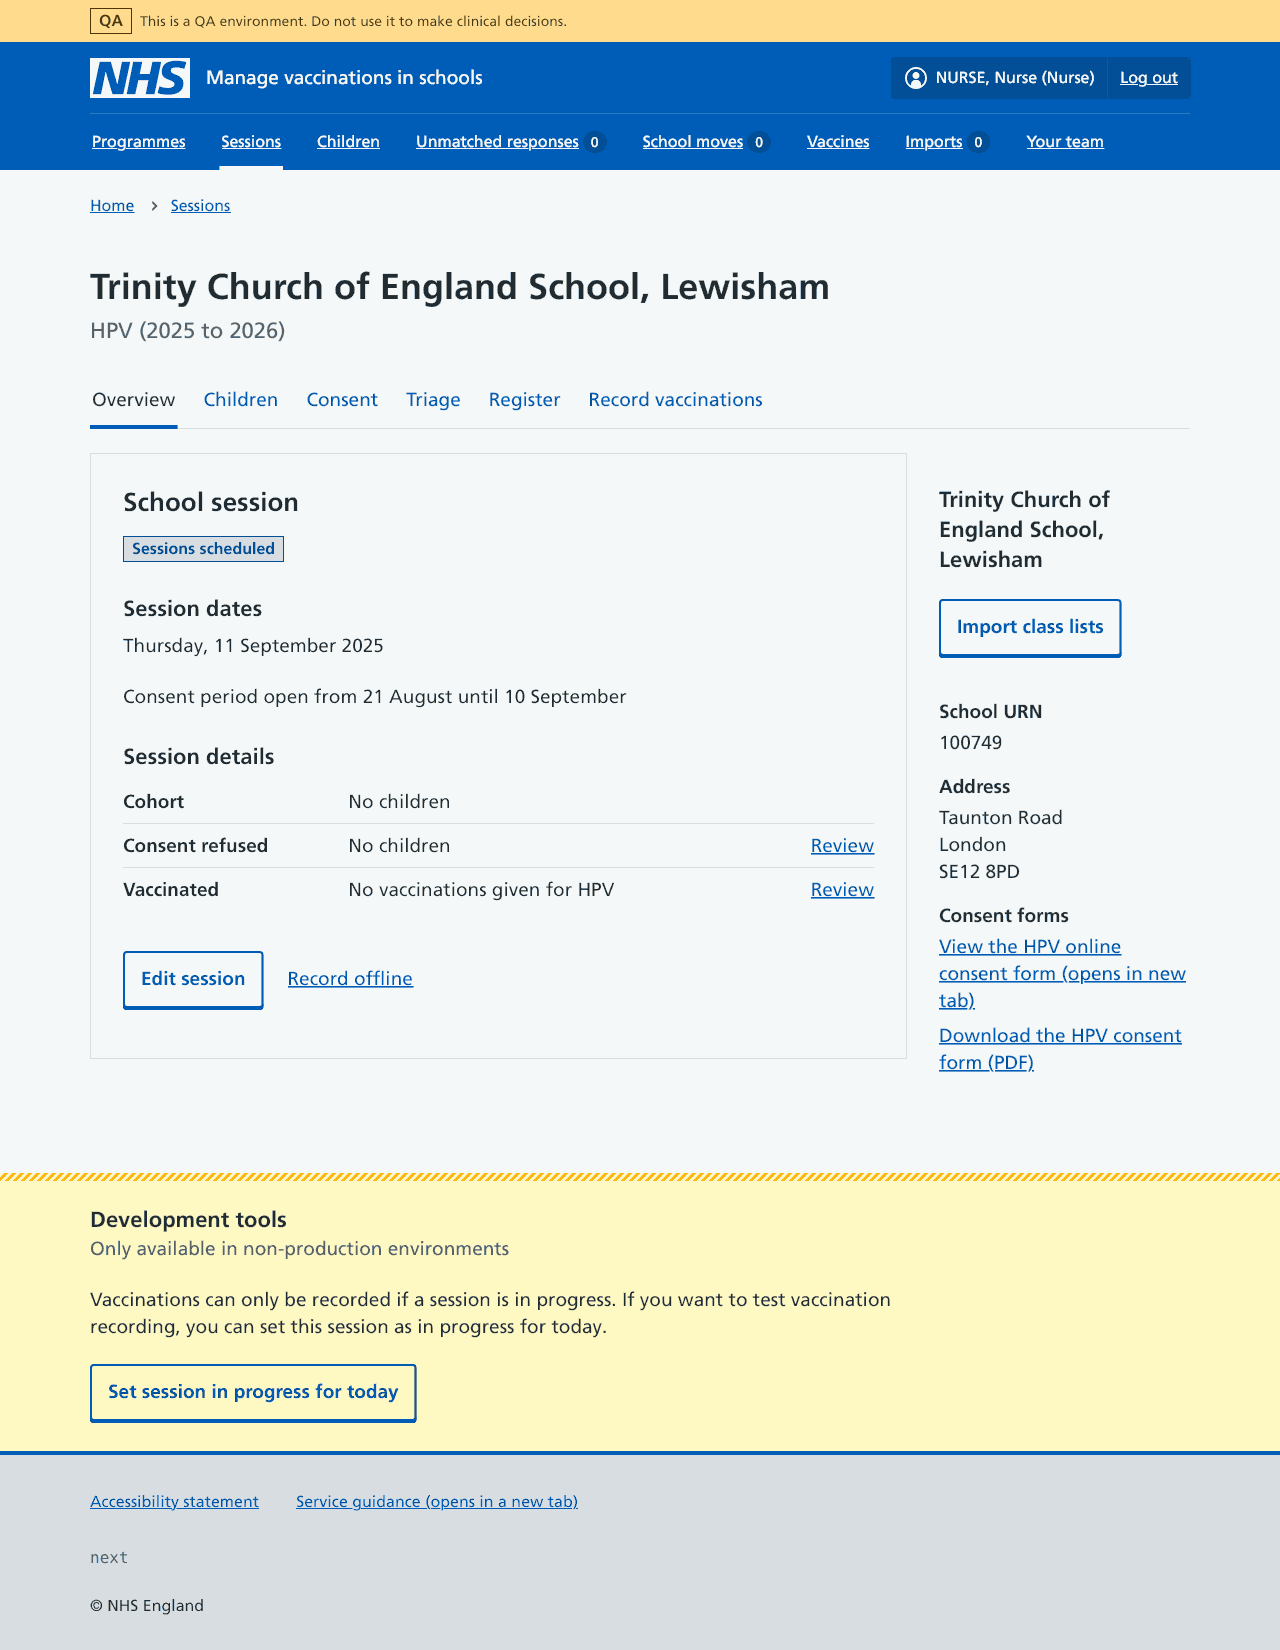 QA This is a QA environment. Do not use it to make clinical decisions.
NHS Manage vaccinations in schools
NURSE, Nurse (Nurse) Log out
Programmes Sessions Children Unmatched responses 0 School moves 0 Vaccines Imports 0 Your team
Home › Sessions
Trinity Church of England School, Lewisham
HPV (2025 to 2026)
Overview Children Consent Triage Register Record vaccinations
School session
Sessions scheduled
Session dates
Thursday, 11 September 2025
Consent period open from 21 August until 10 September
Session details
Cohort No children
Consent refused No children Review
Vaccinated No vaccinations given for HPV Review
Edit session Record offline
Trinity Church of
England School,
Lewisham
Import class lists
School URN
100749
Address
Taunton Road
London
SE12 8PD
Consent forms
View the HPV online
consent form (opens in new
tab)
Download the HPV consent
form (PDF)
Development tools
Only available in non-production environments
Vaccinations can only be recorded if a session is in progress. If you want to test vaccination
recording, you can set this session as in progress for today.
Set session in progress for today
Accessibility statement Service guidance (opens in a new tab)
next
© NHS England